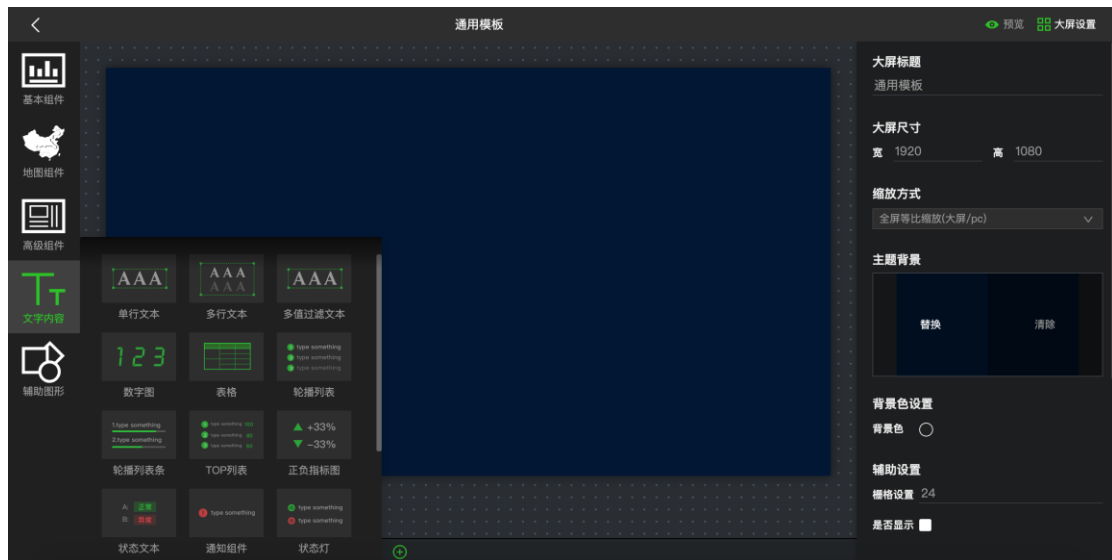 通用模板
预览
大屏设置
基本组件
地图组件
高级组件
文字内容
辅助图形
AAA
AAA
AAA
AAA
单行文本
多行文本
多值过滤文本
123
type something
type something
type something
数字图
表格
轮播列表
1.type something
2.type something
type something
type something
type something
+33%
-33%
轮播列表条
TOP列表
正负指标图
A: 正常
B: 异常
type something
type something
type something
状态文本
通知组件
状态灯
大屏标题
通用模板
大屏尺寸
宽 1920
高 1080
缩放方式
全屏等比缩放(大屏/pc)
主题背景
替换
清除
背景色设置
背景色
辅助设置
栅格设置 24
是否显示